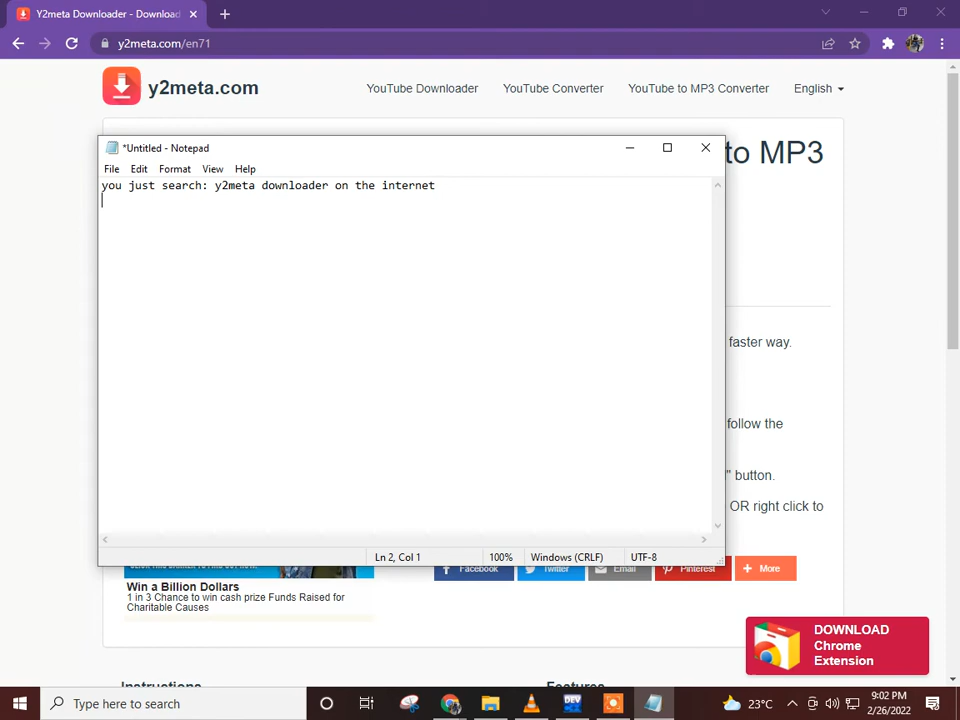 Y2meta Downloader - Download
y2meta.com/en71
y2meta.com
YouTube Downloader
YouTube Converter
YouTube to MP3 Converter
English
to MP3
*Untitled - Notepad
File Edit Format View Help
you just search: y2meta downloader on the internet
faster way.
follow the
" button.
OR right click to
Ln 2, Col 1
100%
Windows (CRLF)
UTF-8
Facebook
Twitter
Email
Pinterest
More
Win a Billion Dollars
1 in 3 Chance to win cash prize Funds Raised for
Charitable Causes
DOWNLOAD
Chrome
Extension
Instructions
Features
Type here to search
DEV
23°C
9:02 PM
2/26/2022